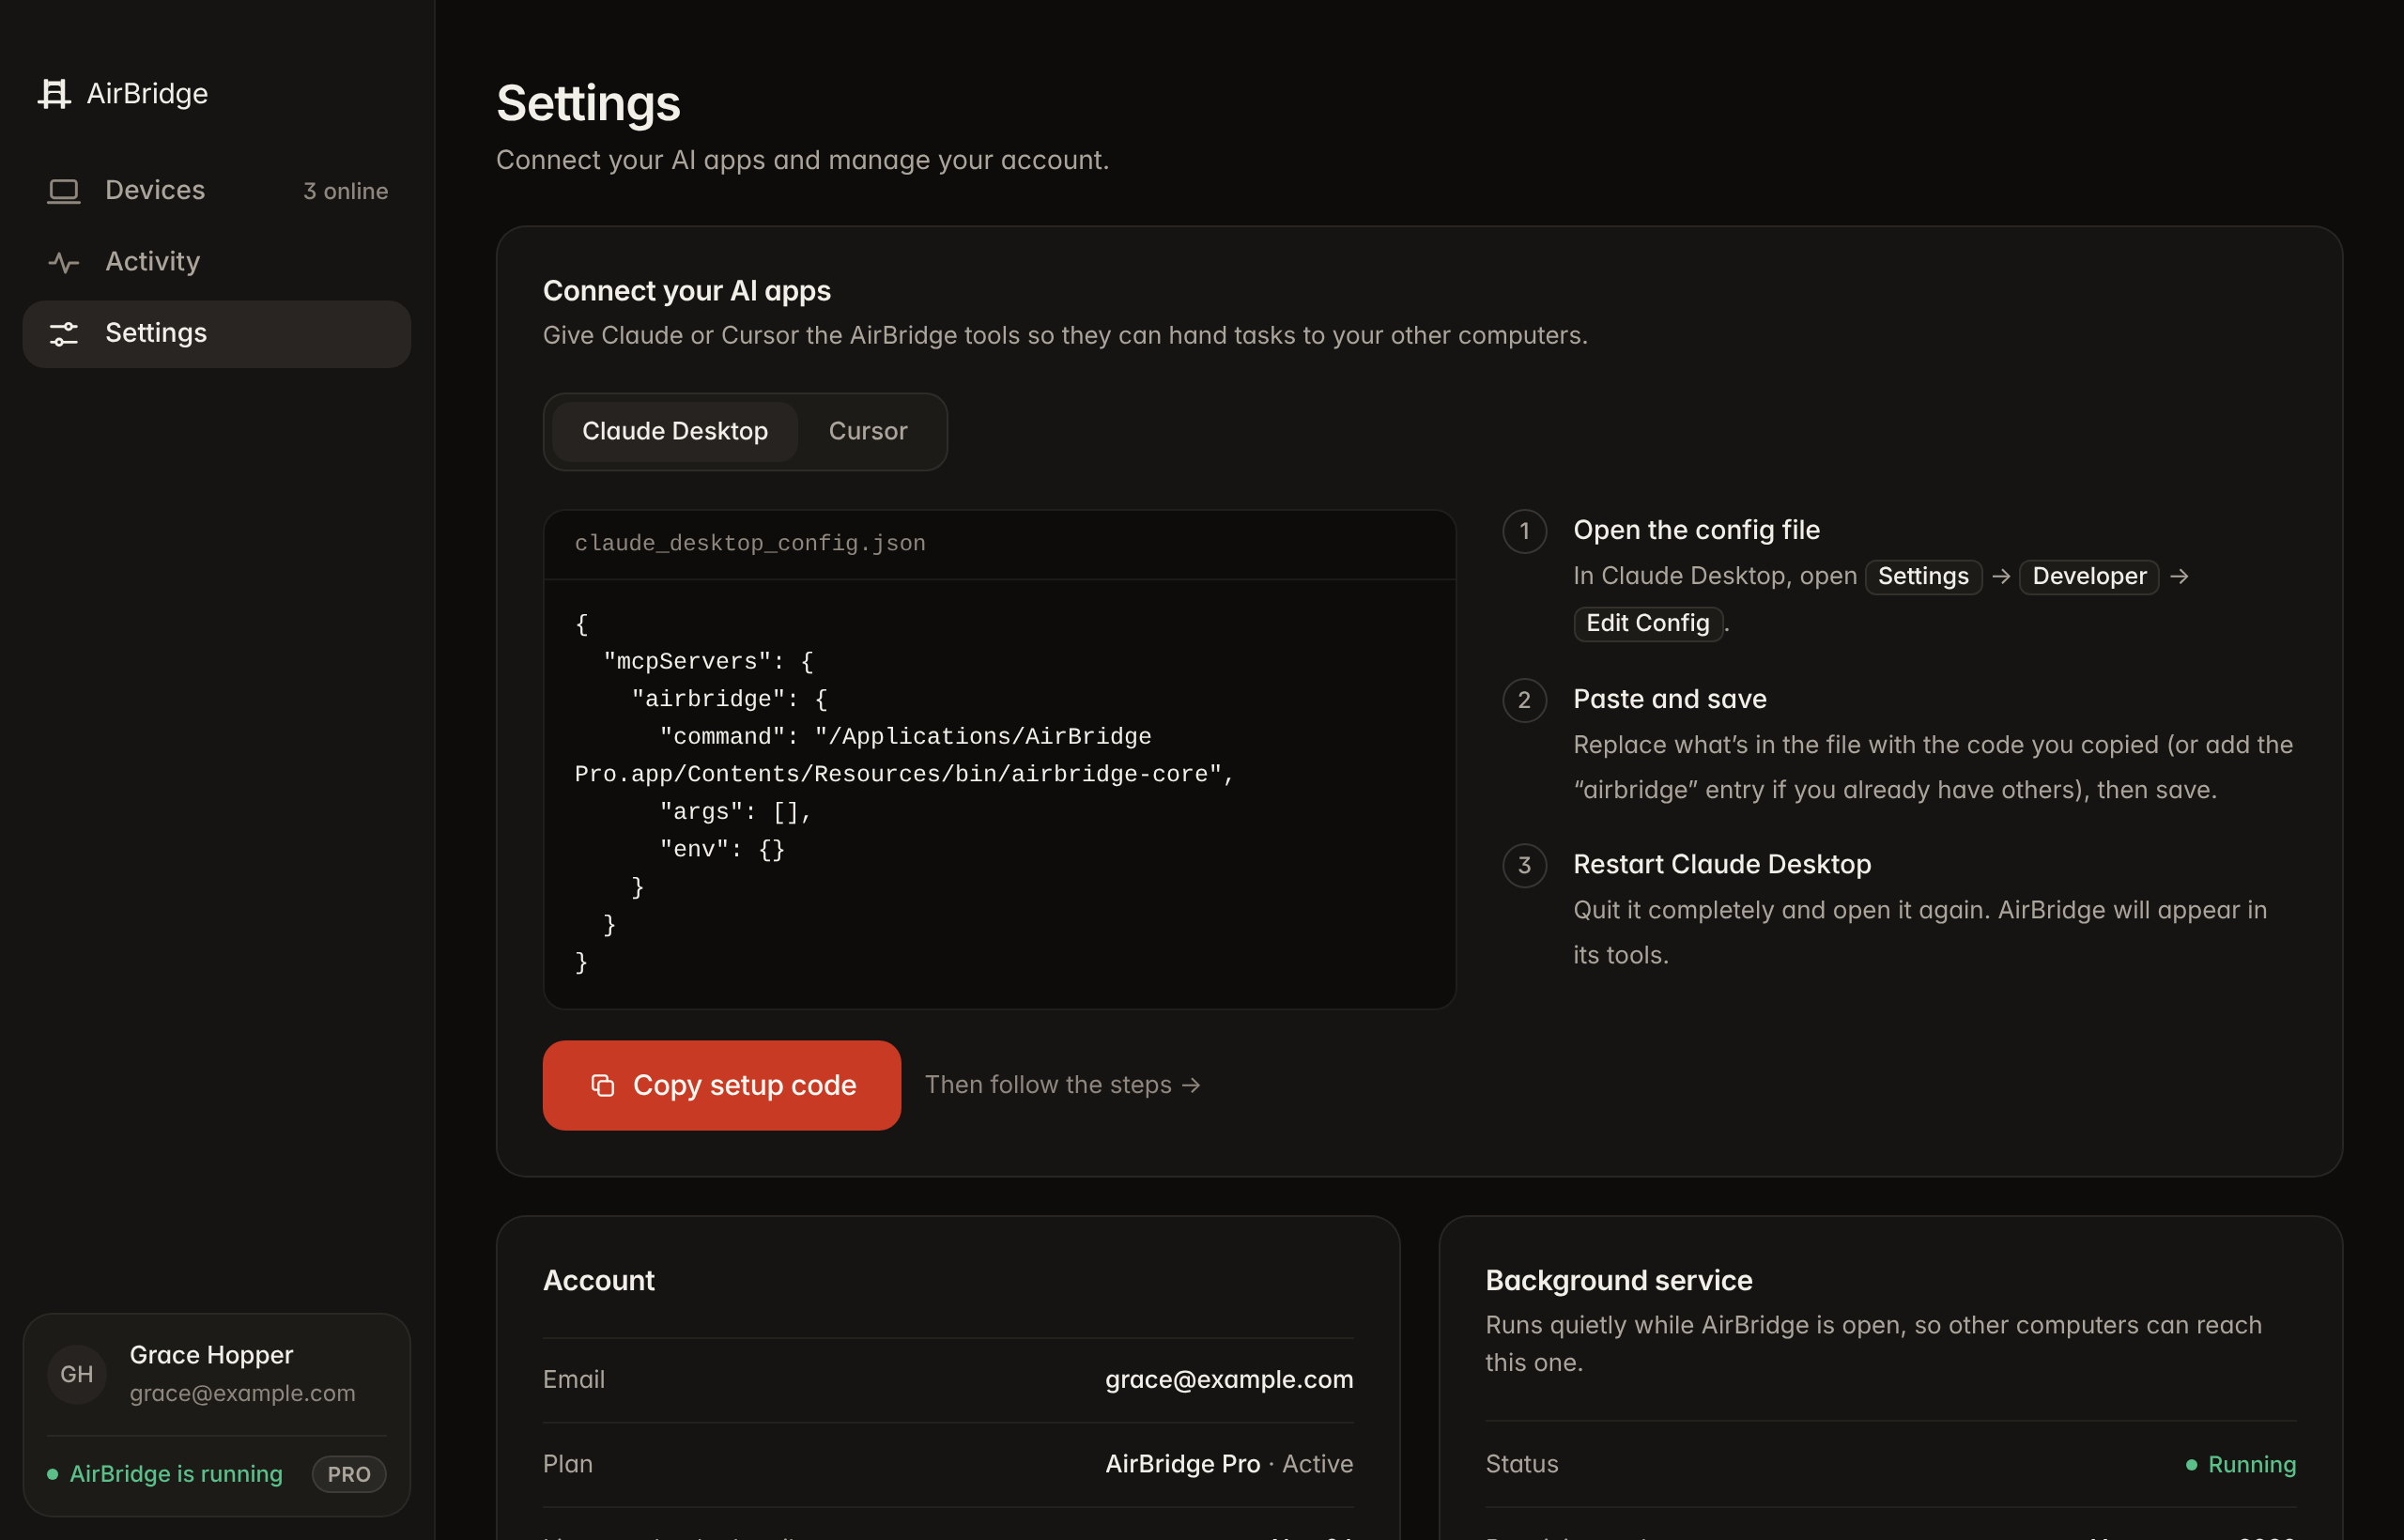 AirBridge
Devices 3 online
Activity
Settings
Settings
Connect your AI apps and manage your account.
Connect your AI apps
Give Claude or Cursor the AirBridge tools so they can hand tasks to your other computers.
Claude Desktop Cursor
claude_desktop_config.json
{
  "mcpServers": {
    "airbridge": {
      "command": "/Applications/AirBridge
Pro.app/Contents/Resources/bin/airbridge-core",
      "args": [],
      "env": {}
    }
  }
}
Copy setup code
Then follow the steps →
1 Open the config file
In Claude Desktop, open Settings → Developer →
Edit Config.
2 Paste and save
Replace what’s in the file with the code you copied (or add the
“airbridge” entry if you already have others), then save.
3 Restart Claude Desktop
Quit it completely and open it again. AirBridge will appear in
its tools.
Account
Email grace@example.com
Plan AirBridge Pro · Active
Background service
Runs quietly while AirBridge is open, so other computers can reach
this one.
Status Running
GH
Grace Hopper
grace@example.com
AirBridge is running PRO